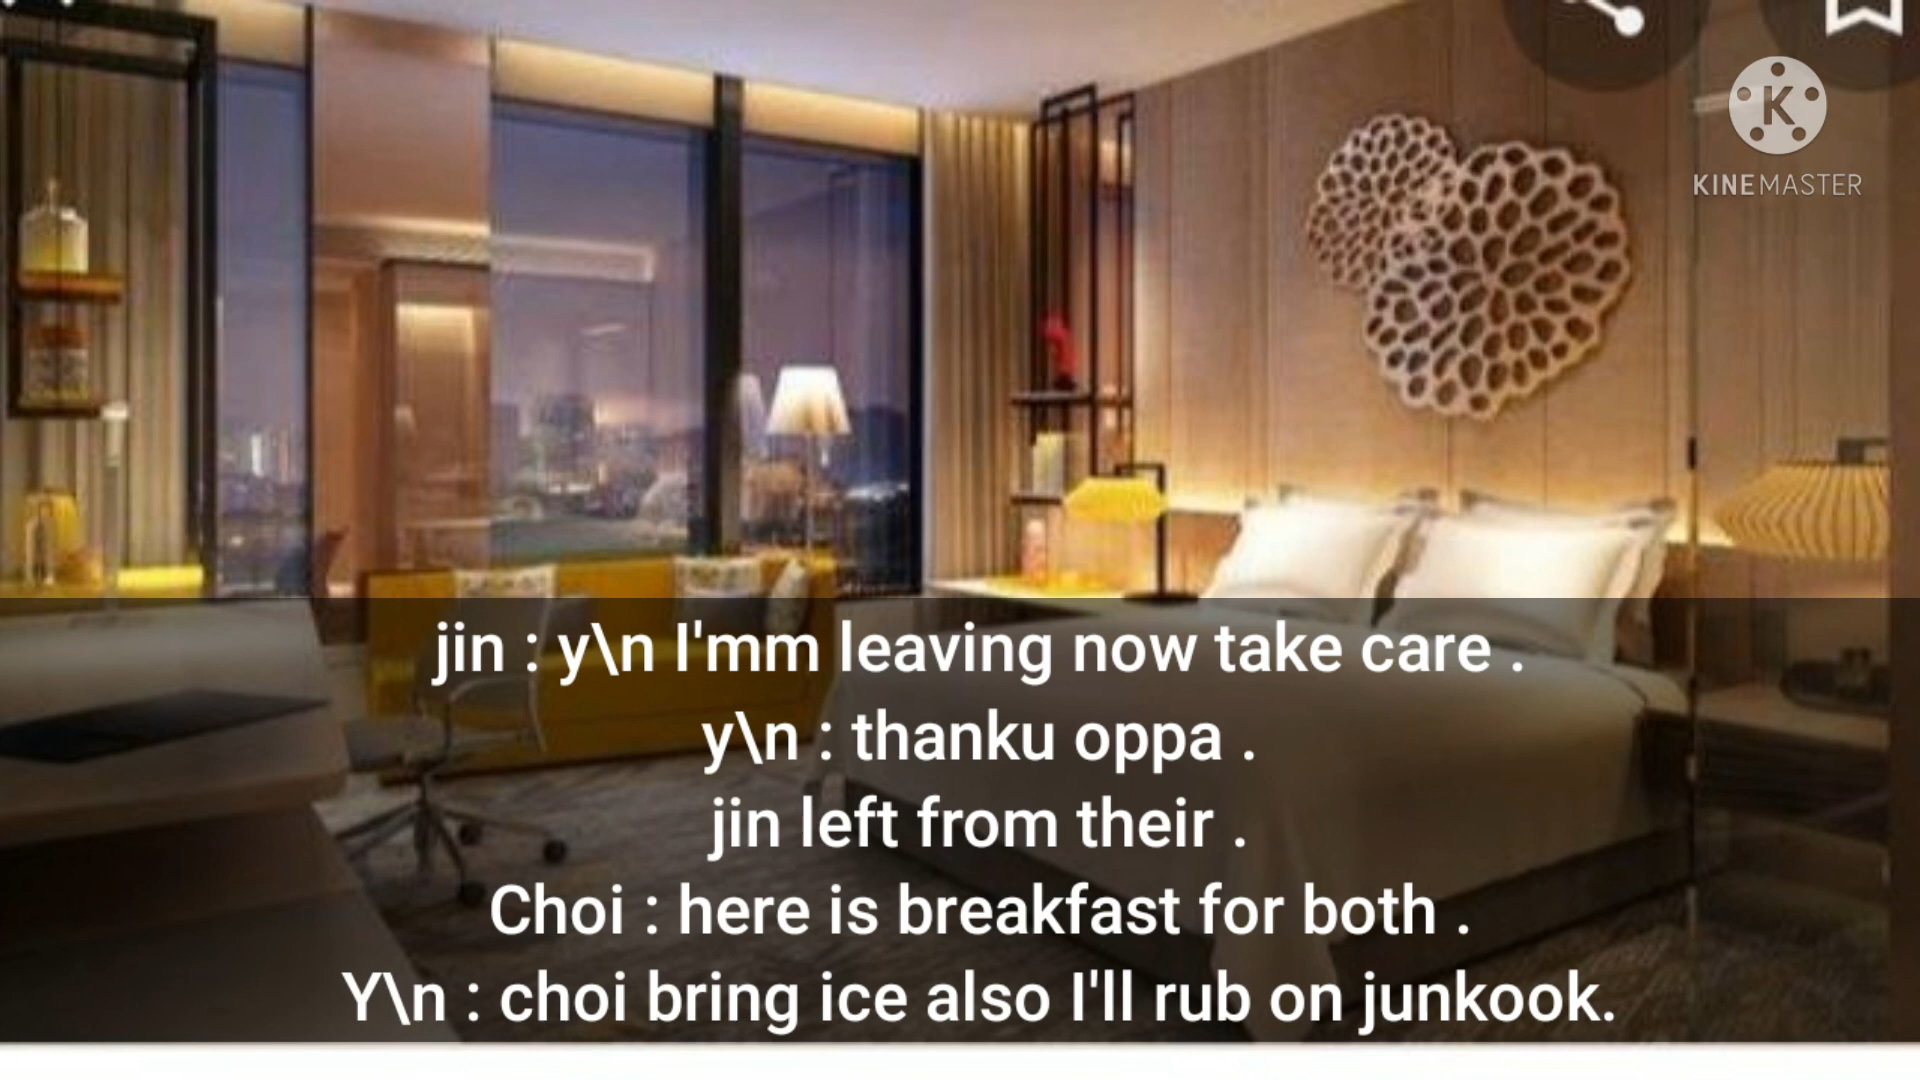 KINEMASTER
jin : y\n I'mm leaving now take care .
y\n : thanku oppa .
jin left from their .
Choi : here is breakfast for both .
Y\n : choi bring ice also I'll rub on junkook.